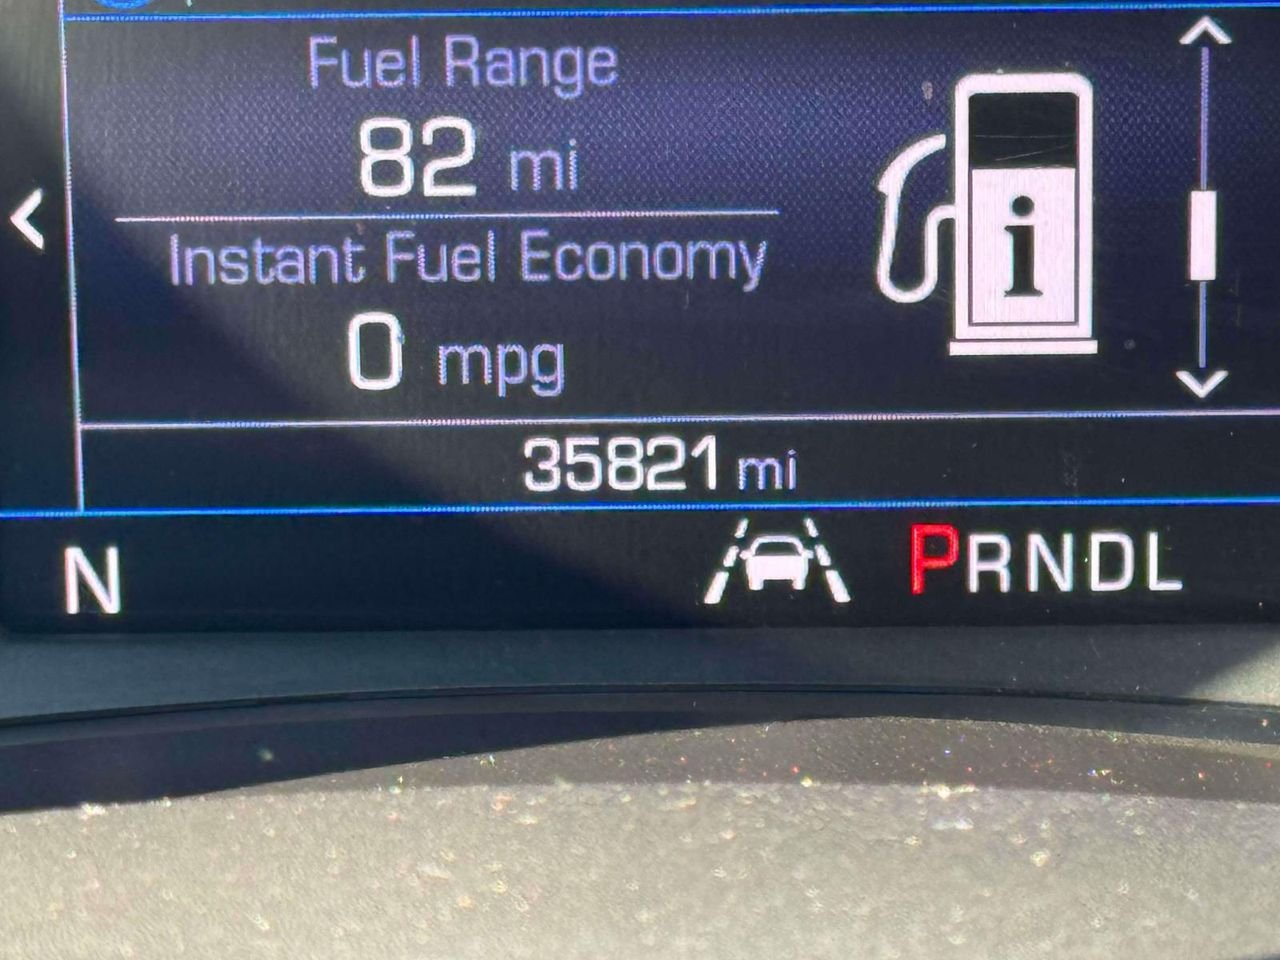 Fuel Range
82 mi
Instant Fuel Economy
0 mpg
i
35821 mi
N
PRNDL